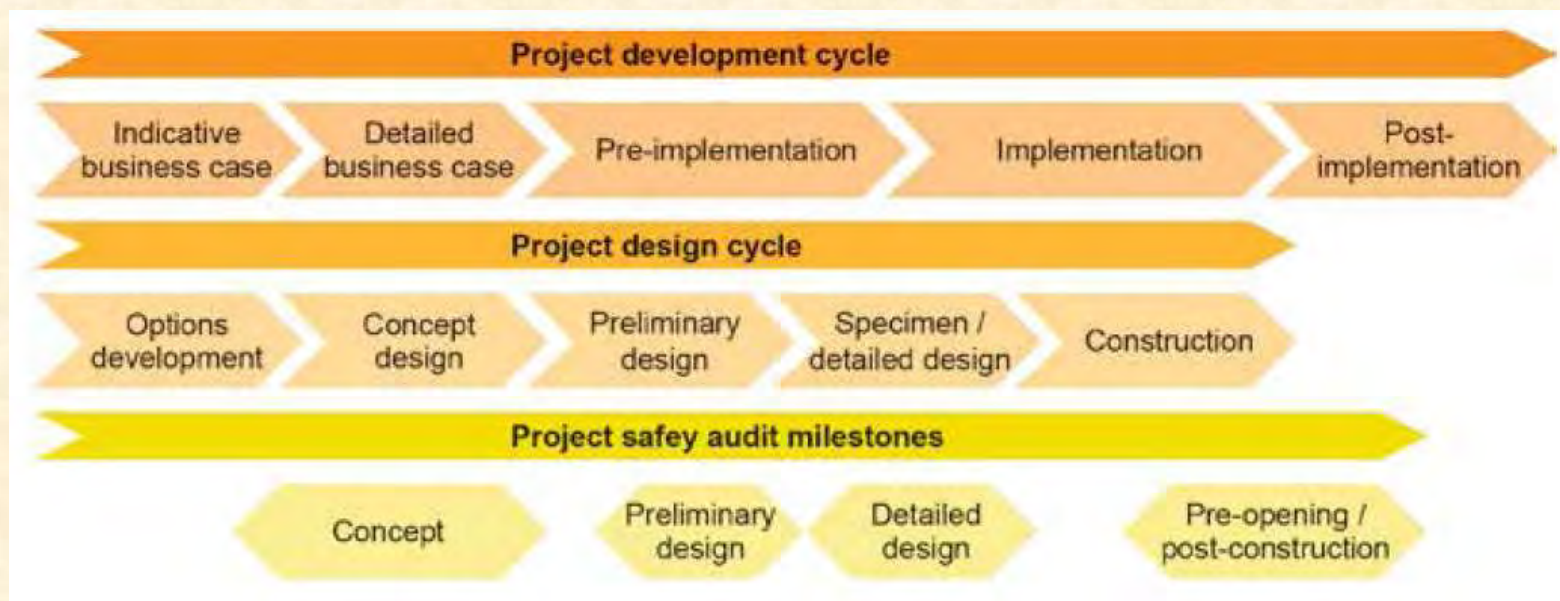 Project development cycle
Indicative
business case
Detailed
business case
Pre-implementation
Implementation
Post-
implementation
Project design cycle
Options
development
Concept
design
Preliminary
design
Specimen /
detailed design
Construction
Project safey audit milestones
Concept
Preliminary
design
Detailed
design
Pre-opening /
post-construction